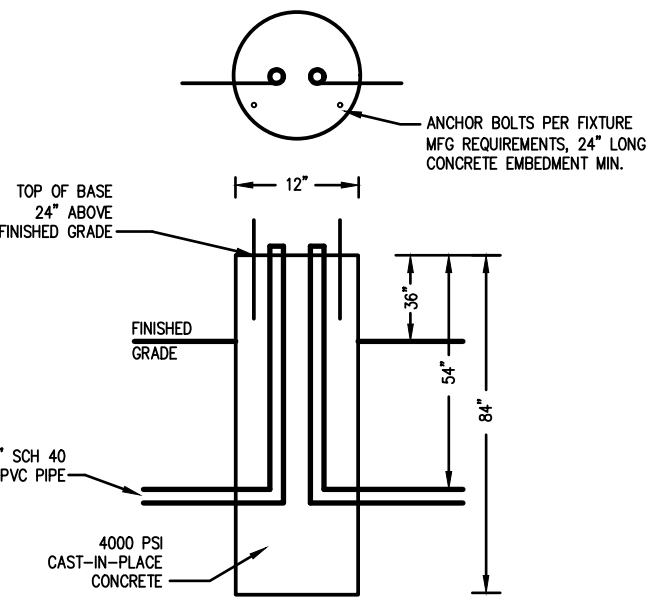 ANCHOR BOLTS PER FIXTURE
MFG REQUIREMENTS, 24" LONG
CONCRETE EMBEDMENT MIN.
12"
TOP OF BASE
24" ABOVE
FINISHED GRADE
36"
FINISHED
GRADE
54"
84"
" SCH 40
PVC PIPE
4000 PSI
CAST-IN-PLACE
CONCRETE